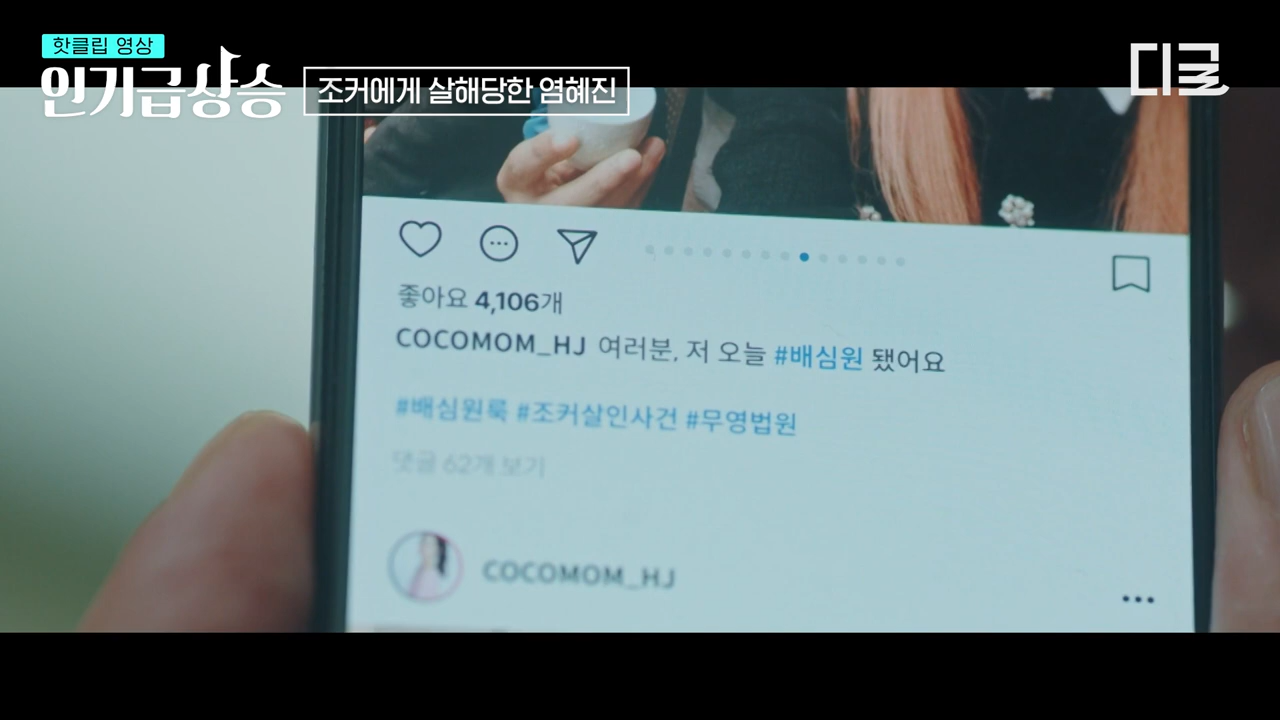 핫클립 영상
인기급상승
조커에게 살해당한 염혜진
디글
좋아요 4,106개
COCOMOM_HJ 여러분, 저 오늘 #배심원 됐어요
#배심원룩 #조커살인사건 #무영법원
댓글 62개 보기
COCOMOM_HJ